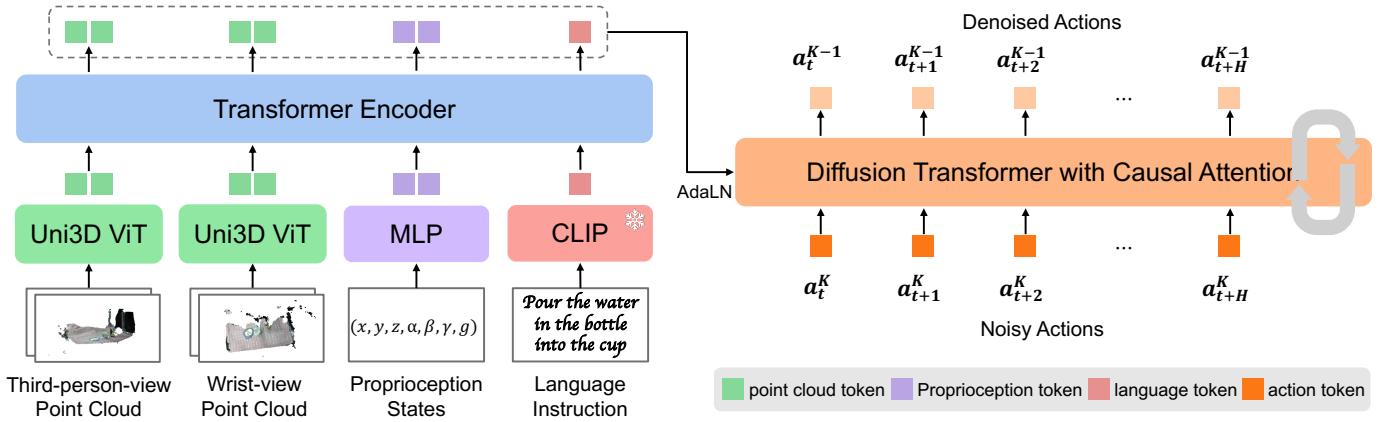 Transformer Encoder
Uni3D ViT
Uni3D ViT
MLP
CLIP
(x, y, z, α, β, γ, g)
Pour the water
in the bottle
into the cup
Third-person-view
Point Cloud
Wrist-view
Point Cloud
Proprioception
States
Language
Instruction
AdaLN
Denoised Actions
a_t^{K-1} a_{t+1}^{K-1} a_{t+2}^{K-1} a_{t+H}^{K-1}
...
Diffusion Transformer with Causal Attention
...
a_t^K a_{t+1}^K a_{t+2}^K ... a_{t+H}^K
Noisy Actions
point cloud token
Proprioception token
language token
action token